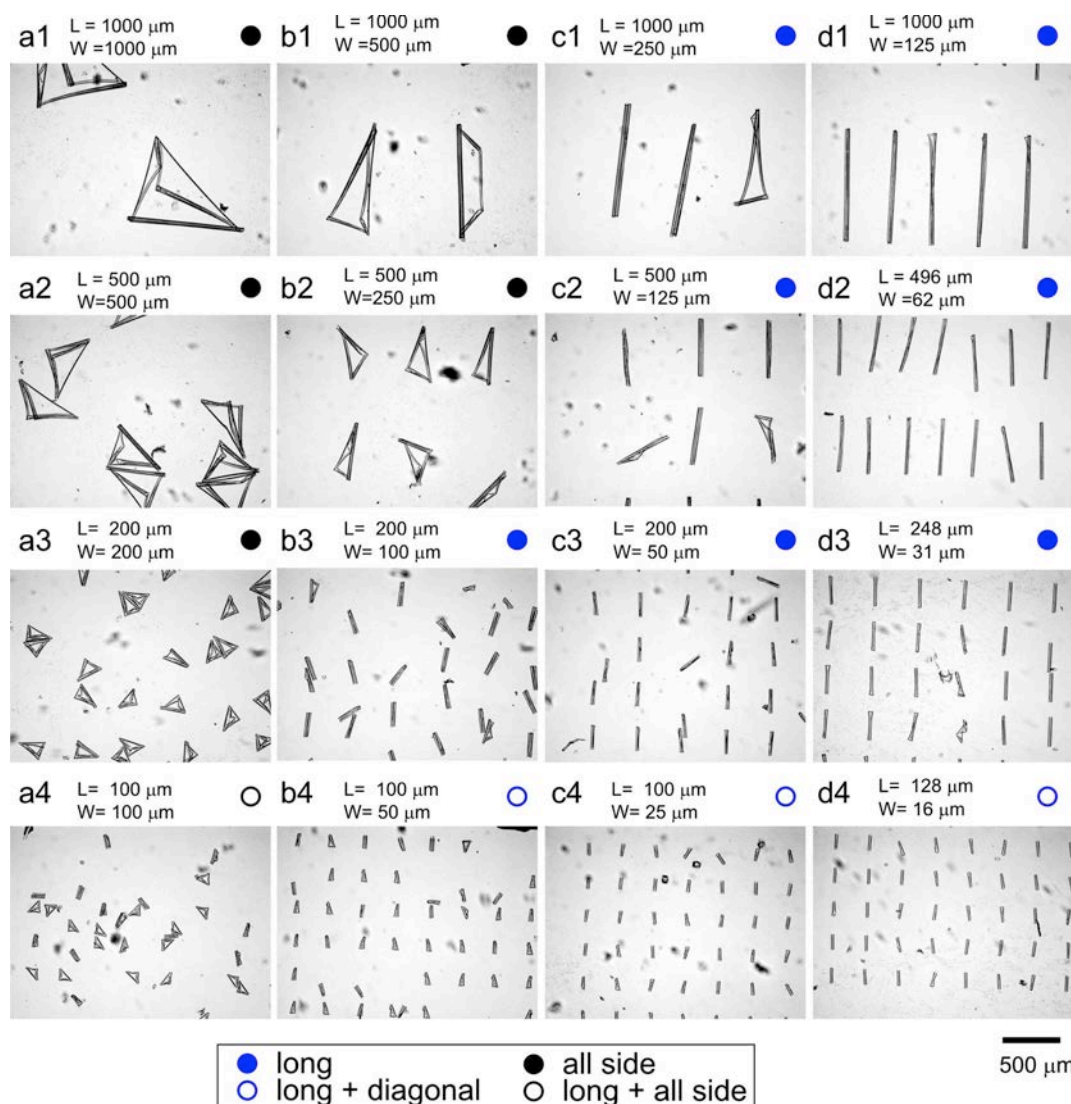 a1 L = 1000 μm
W =1000 μm
b1 L = 1000 μm
W =500 μm
c1 L = 1000 μm
W = 250 μm
d1 L = 1000 μm
W = 125 μm
a2 L = 500 μm
W=500 μm
b2 L = 500 μm
W=250 μm
c2 L = 500 μm
W =125 μm
d2 L = 496 μm
W = 62 μm
a3 L= 200 μm
W= 200 μm
b3 L= 200 μm
W= 100 μm
c3 L= 200 μm
W= 50 μm
d3 L= 248 μm
W= 31 μm
a4 L= 100 μm
W= 100 μm
b4 L= 100 μm
W= 50 μm
c4 L= 100 μm
W= 25 μm
d4 L= 128 μm
W= 16 μm
500 μm
long
all side
long + diagonal
long + all side